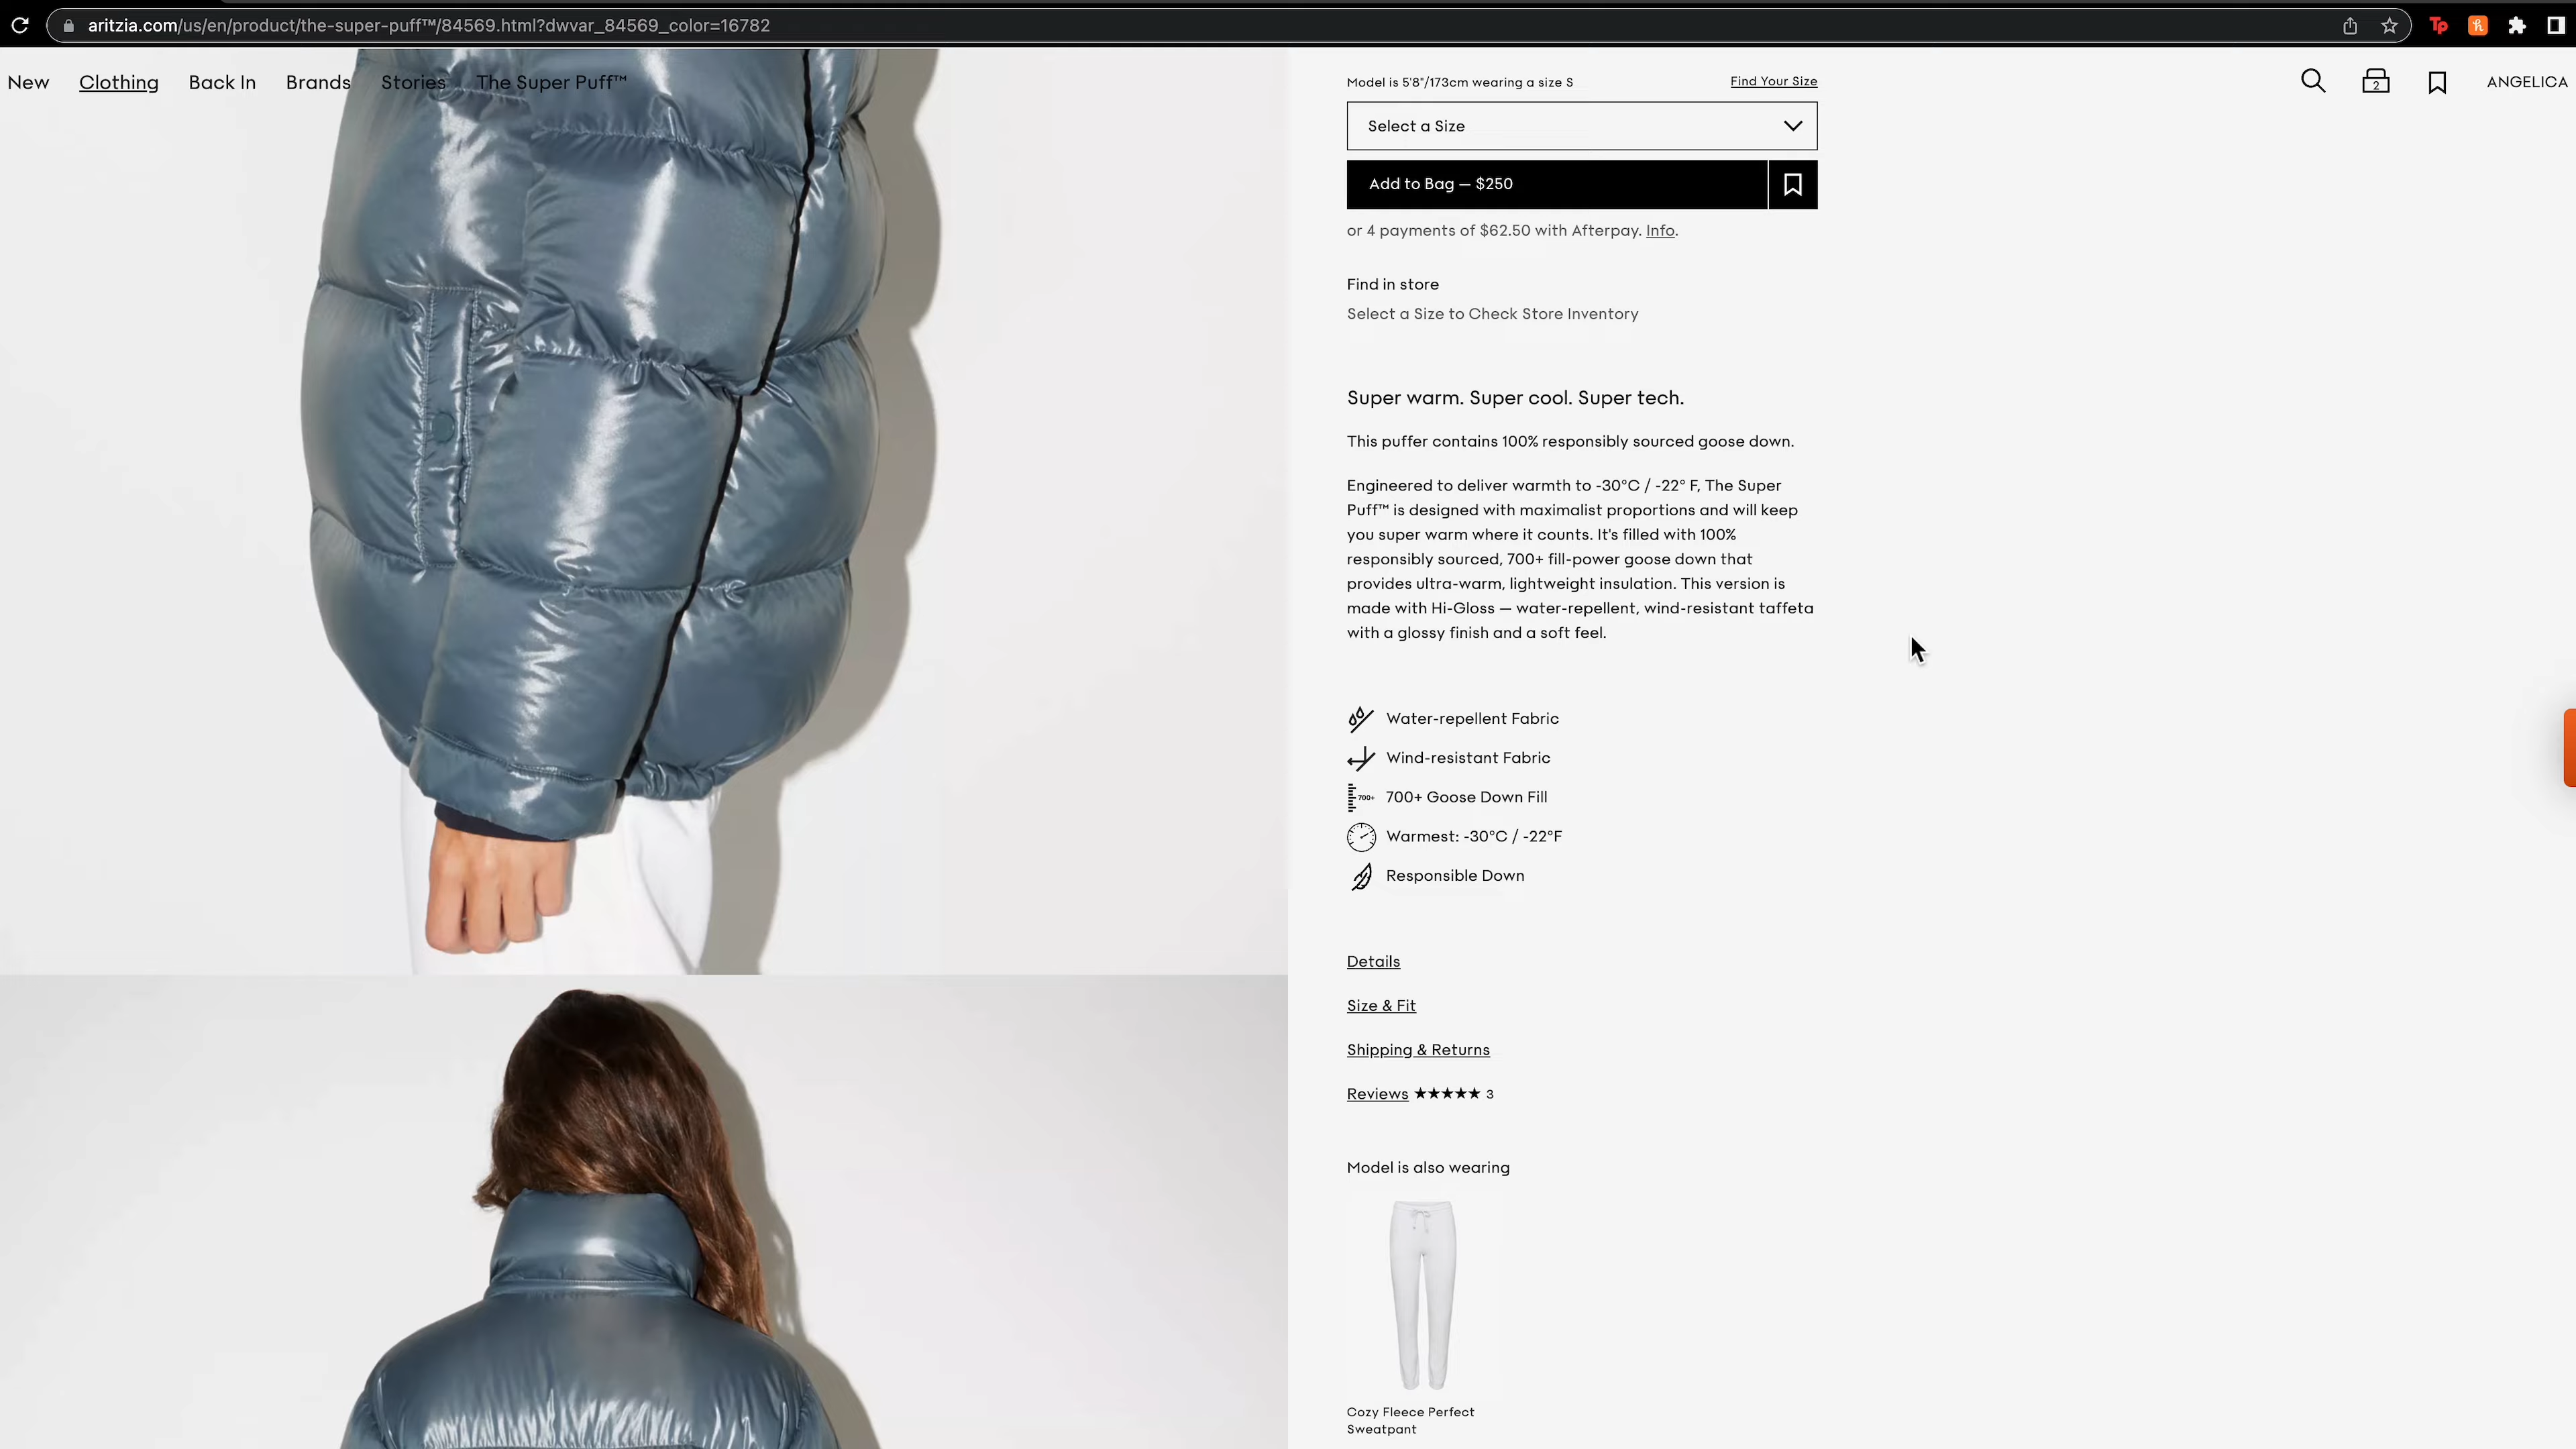 aritzia.com/us/en/product/the-super-puff™/84569.html?dwvar_84569_color=16782
Tp
New Clothing Back In Brands Stories The Super Puff™
2
ANGELICA
Model is 5'8"/173cm wearing a size S
Find Your Size
Select a Size
Add to Bag — $250
or 4 payments of $62.50 with Afterpay. Info.
Find in store
Select a Size to Check Store Inventory
Super warm. Super cool. Super tech.
This puffer contains 100% responsibly sourced goose down.
Engineered to deliver warmth to -30°C / -22° F, The Super
Puff™ is designed with maximalist proportions and will keep
you super warm where it counts. It's filled with 100%
responsibly sourced, 700+ fill-power goose down that
provides ultra-warm, lightweight insulation. This version is
made with Hi-Gloss — water-repellent, wind-resistant taffeta
with a glossy finish and a soft feel.
Water-repellent Fabric
Wind-resistant Fabric
700+ 700+ Goose Down Fill
Warmest: -30°C / -22°F
Responsible Down
Details
Size & Fit
Shipping & Returns
Reviews ★★★★★ 3
Model is also wearing
Cozy Fleece Perfect
Sweatpant